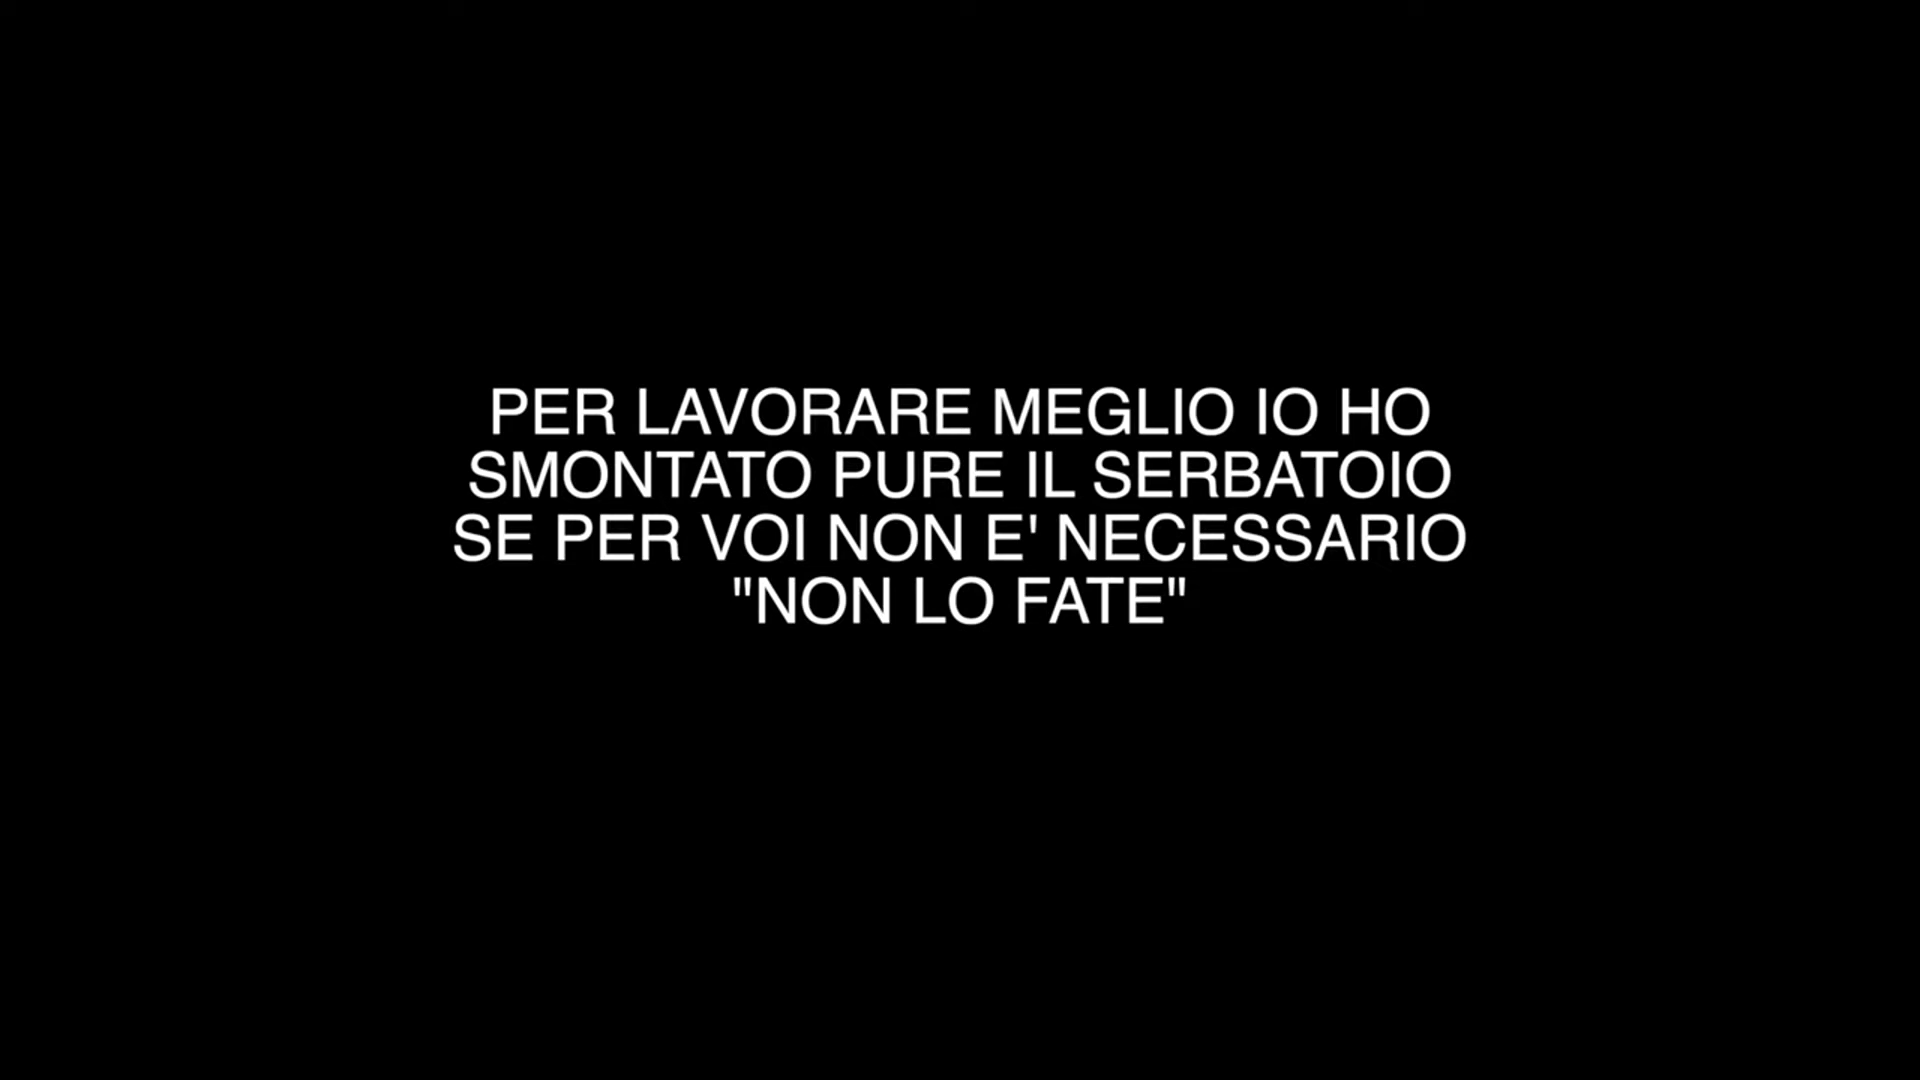 PER LAVORARE MEGLIO IO HO
SMONTATO PURE IL SERBATOIO
SE PER VOI NON E' NECESSARIO
"NON LO FATE"